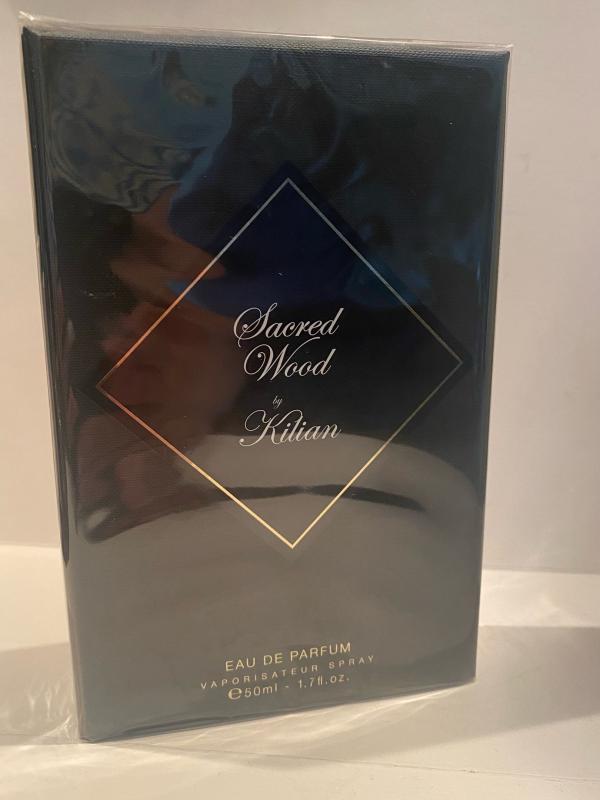 Sacred
Wood
by
Kilian
EAU DE PARFUM
VAPORISATEUR SPRAY
℮50ml - 1.7fl.oz.